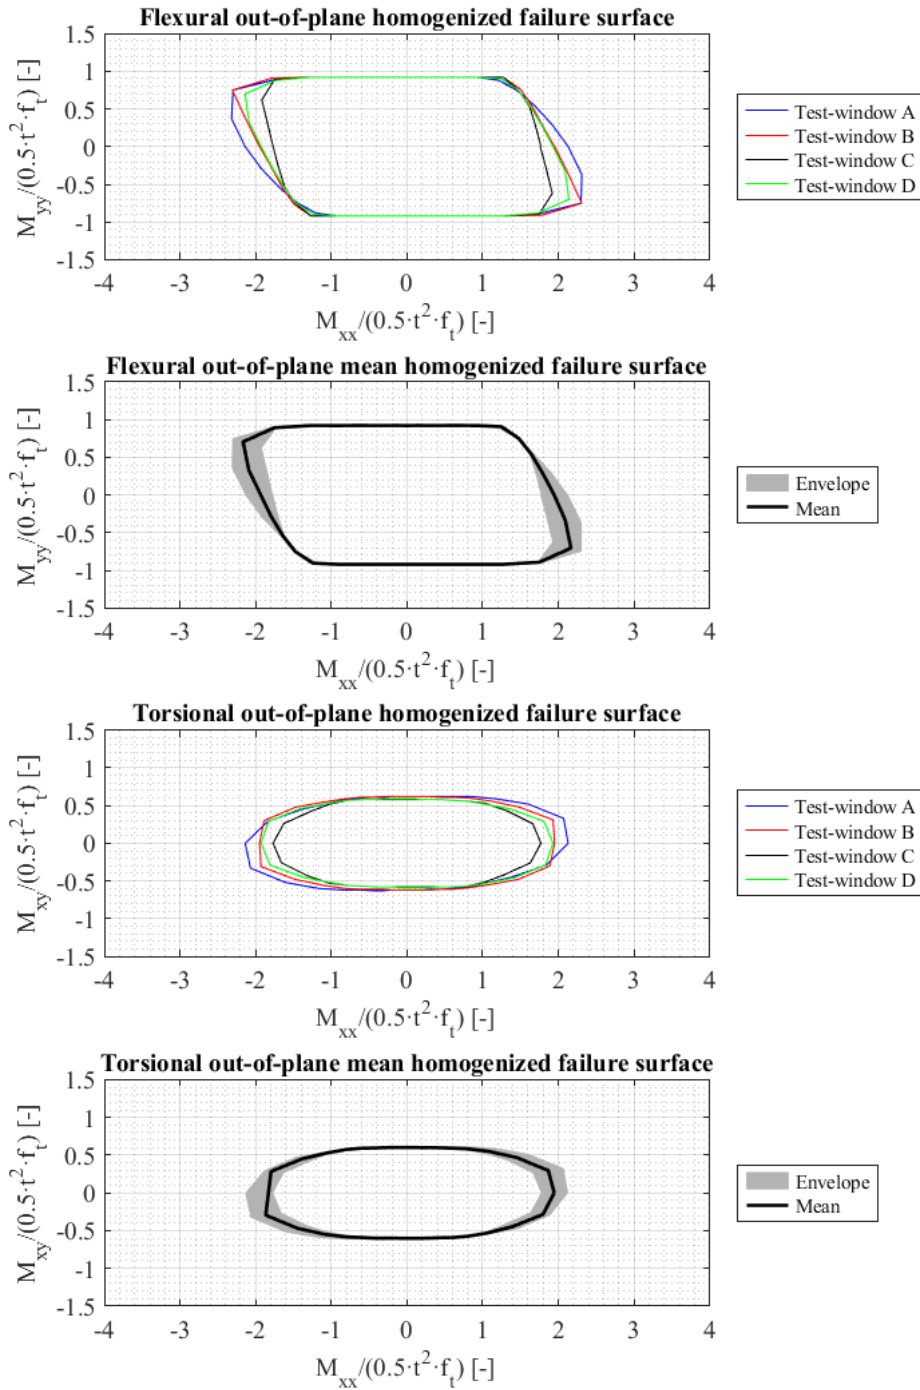 Flexural out-of-plane homogenized failure surface
1.5
1
0.5
0
-0.5
-1
-1.5
-4 -3 -2 -1 0 1 2 3 4
M_yy/(0.5·t²·f_t) [-]
M_xx/(0.5·t²·f_t) [-]
Test-window A
Test-window B
Test-window C
Test-window D
Flexural out-of-plane mean homogenized failure surface
1.5
1
0.5
0
-0.5
-1
-1.5
-4 -3 -2 -1 0 1 2 3 4
M_yy/(0.5·t²·f_t) [-]
M_xx/(0.5·t²·f_t) [-]
Envelope
Mean
Torsional out-of-plane homogenized failure surface
1.5
1
0.5
0
-0.5
-1
-1.5
-4 -3 -2 -1 0 1 2 3 4
M_xy/(0.5·t²·f_t) [-]
M_xx/(0.5·t²·f_t) [-]
Test-window A
Test-window B
Test-window C
Test-window D
Torsional out-of-plane mean homogenized failure surface
1.5
1
0.5
0
-0.5
-1
-1.5
-4 -3 -2 -1 0 1 2 3 4
M_xy/(0.5·t²·f_t) [-]
M_xx/(0.5·t²·f_t) [-]
Envelope
Mean